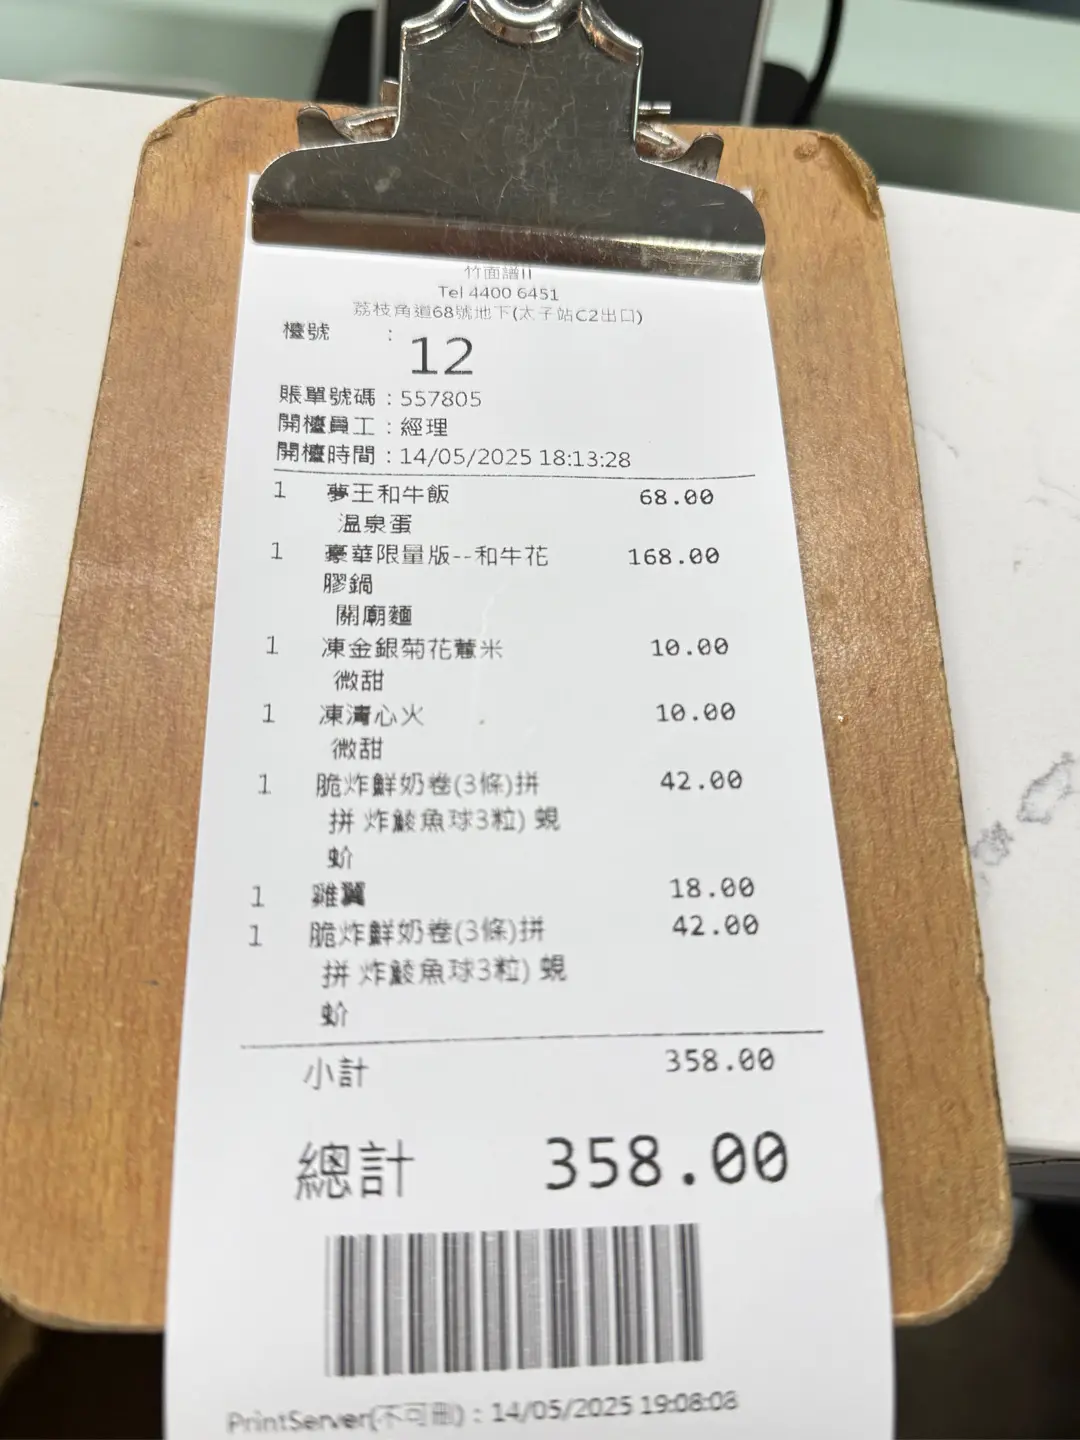 竹面譜II
Tel 4400 6451
荔枝角道68號地下(太子站C2出口)
檯號 :
12
賬單號碼 : 557805
開檯員工 : 經理
開檯時間 : 14/05/2025 18:13:28
1 夢王和牛飯 68.00
溫泉蛋
1 豪華限量版--和牛花 168.00
膠鍋
關廟麵
1 凍金銀菊花薏米 10.00
微甜
1 凍清心火 10.00
微甜
1 脆炸鮮奶卷(3條)拼 42.00
拼 炸鯪魚球3粒) 蜆
蚧
1 雞翼 18.00
1 脆炸鮮奶卷(3條)拼 42.00
拼 炸鯪魚球3粒) 蜆
蚧
小計 358.00
總計 358.00
PrintServer(不可刪) : 14/05/2025 19:08:08